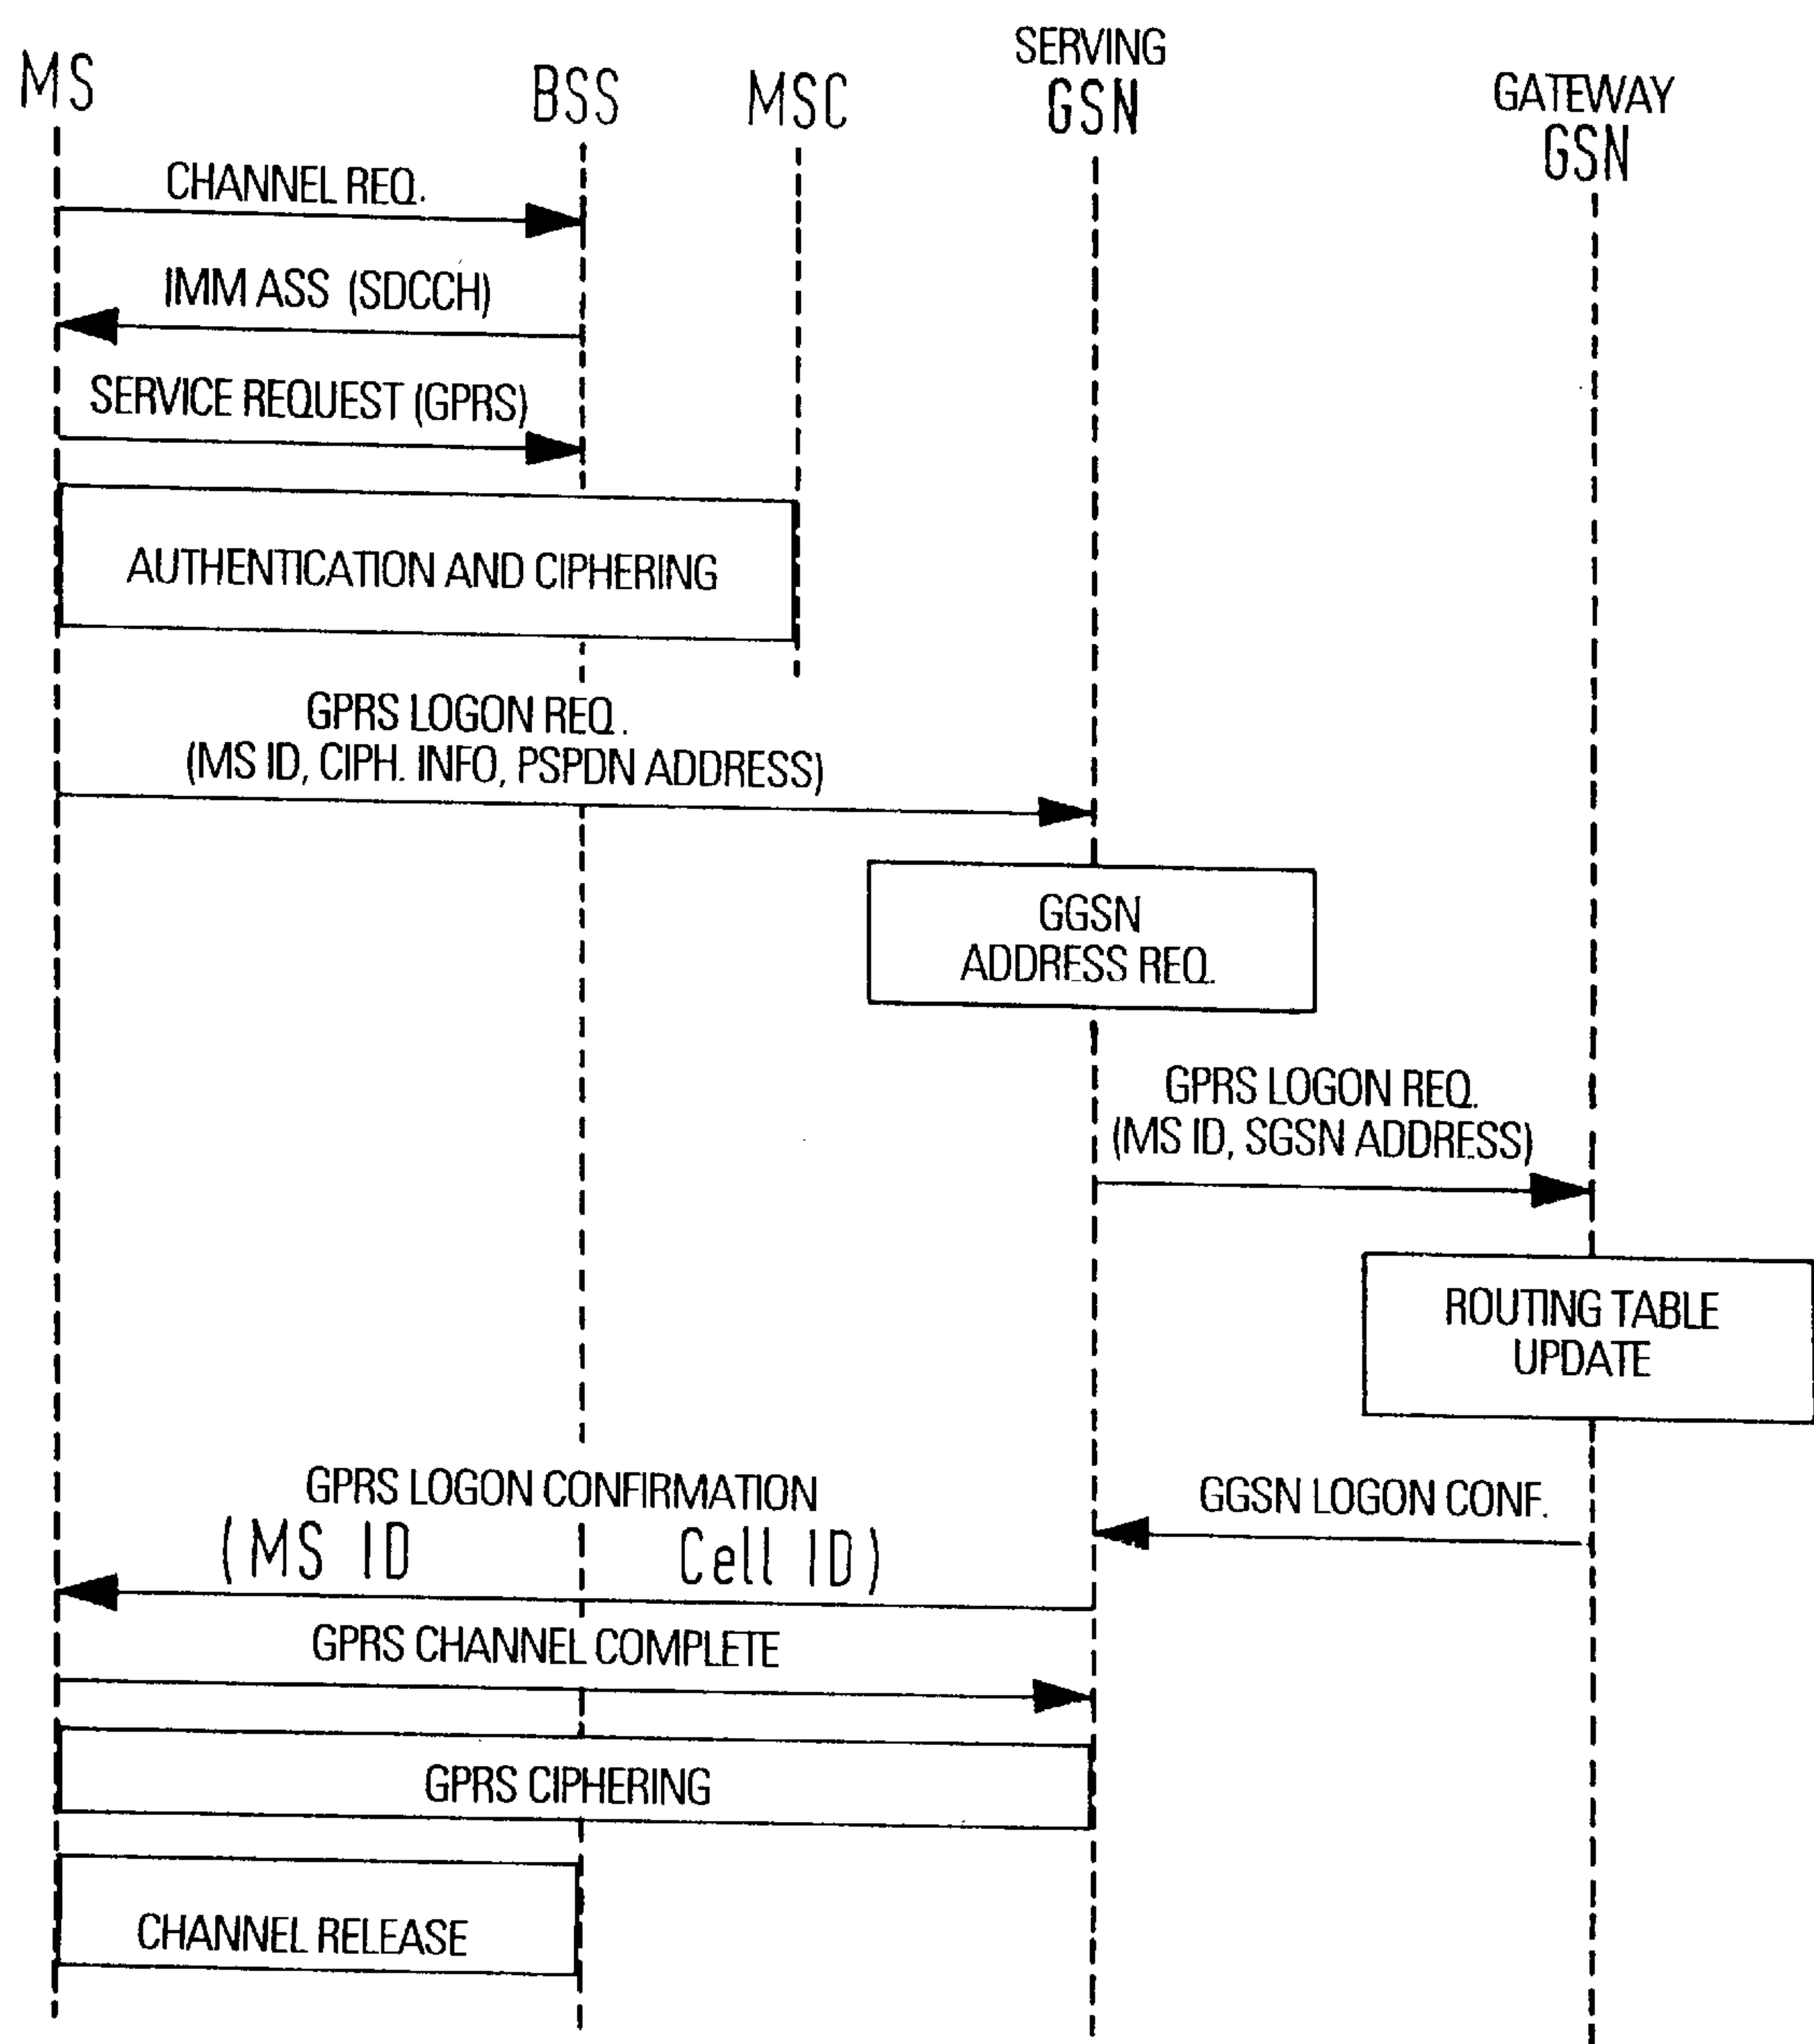 MS
BSS
MSC
SERVING
GSN
GATEWAY
GSN
CHANNEL REQ.
IMM ASS (SDCCH)
SERVICE REQUEST (GPRS)
AUTHENTICATION AND CIPHERING
GPRS LOGON REQ.
(MS ID, CIPH. INFO, PSPDN ADDRESS)
GGSN
ADDRESS REQ.
GPRS LOGON REQ.
(MS ID, SGSN ADDRESS)
ROUTING TABLE
UPDATE
GPRS LOGON CONFIRMATION
(MS ID Cell ID)
GGSN LOGON CONF.
GPRS CHANNEL COMPLETE
GPRS CIPHERING
CHANNEL RELEASE